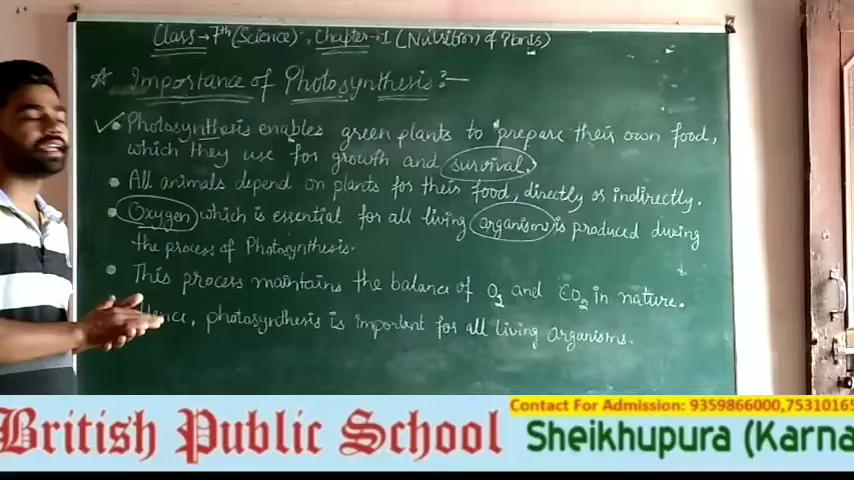 Class → 7th (Science), Chapter-1 (Nutrition of Plants)
☆ Importance of Photosynthesis:—
✓• Photosynthesis enables green plants to prepare their own food,
which they use for growth and survival.
• All animals depend on plants for their food, directly or indirectly.
• Oxygen which is essential for all living organisms is produced during
the process of Photosynthesis.
• This process maintains the balance of O2 and CO2 in nature.
Hence, photosynthesis is important for all living organisms.
Contact For Admission: 9359866000,7531016
British Public School Sheikhupura (Karna